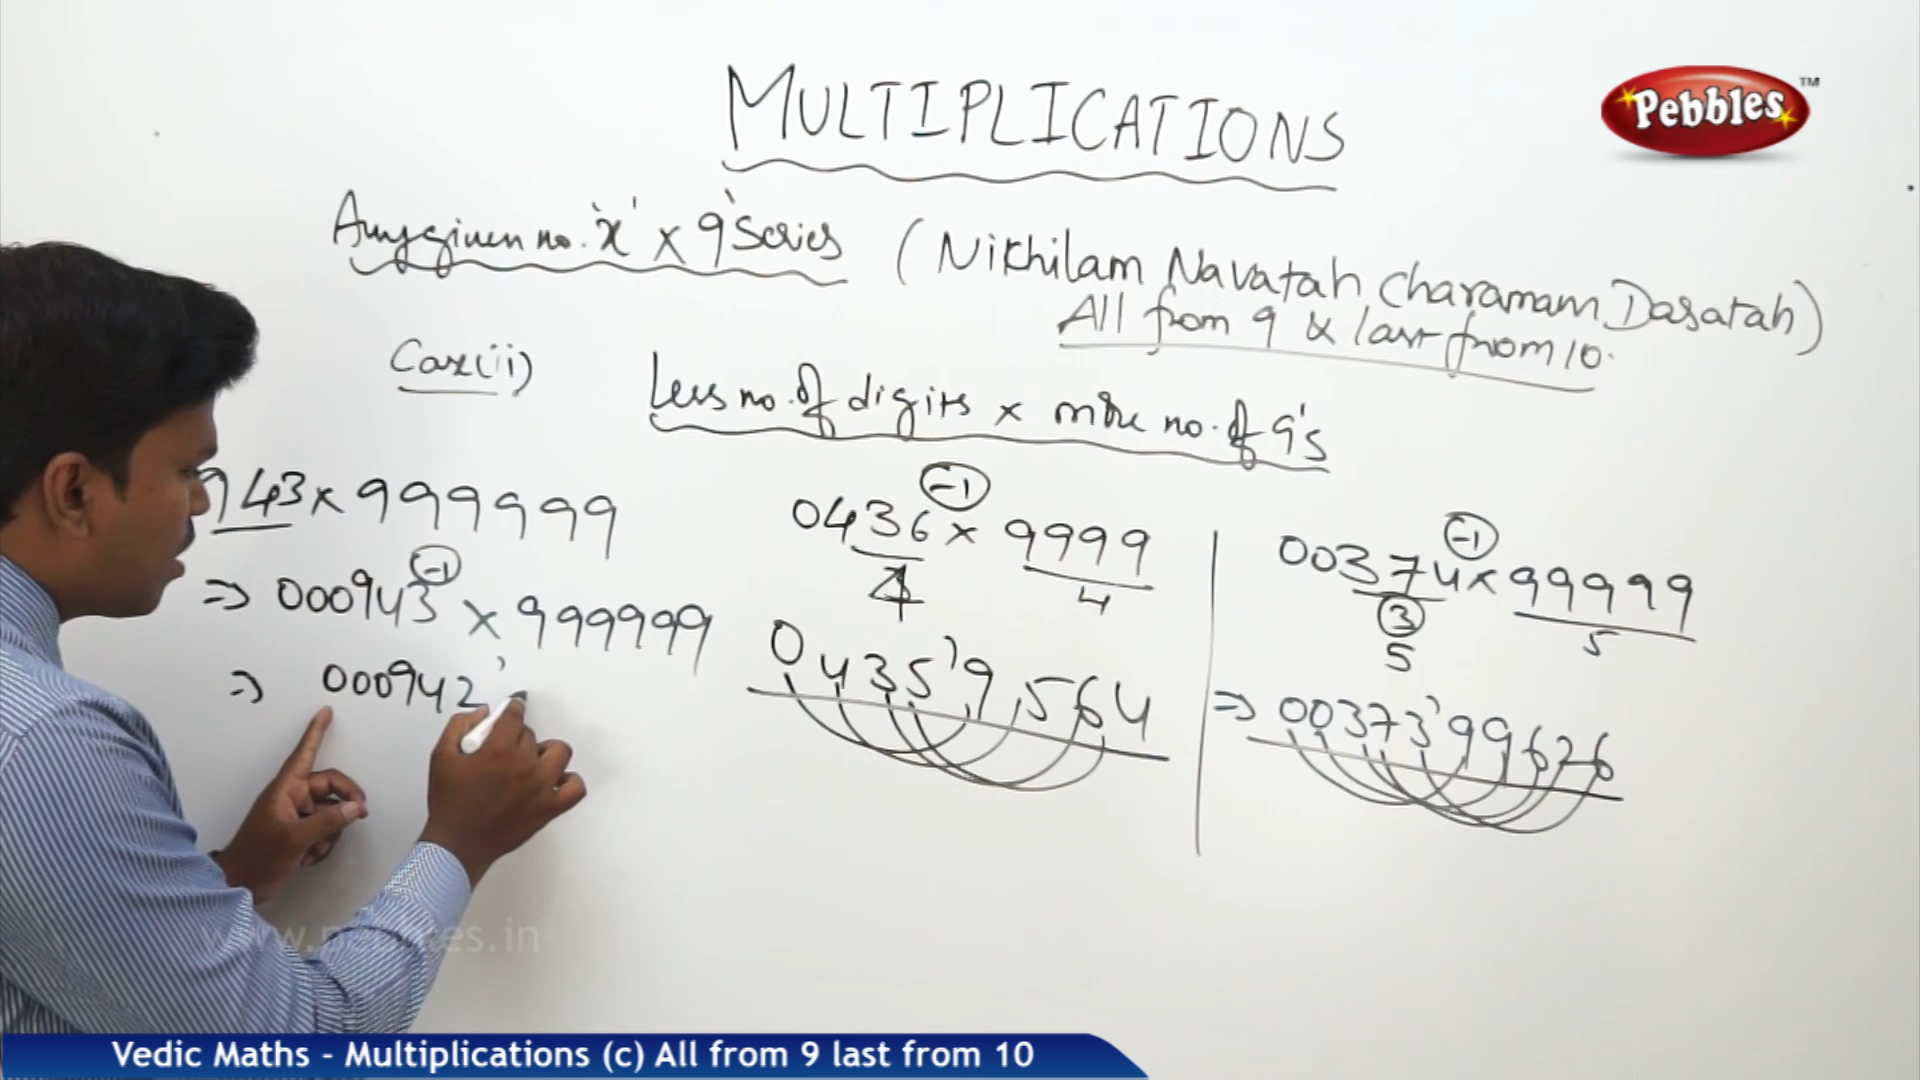 MULTIPLICATIONS
Pebbles™
Any given no. 'x' × 9' Series (Nikhilam Navatah Charamam Dasatah)
All from 9 & last from 10.
Case (ii) Less no. of digits × more no. of 9's
943 × 999999
⇒ 000943 -1 × 999999
⇒ 000942'
0436 -1 × 9999
4 4
0435'9564
00374 -1 × 99999
3 5
5
⇒ 00373'99626
www.pebbles.in
Vedic Maths - Multiplications (c) All from 9 last from 10